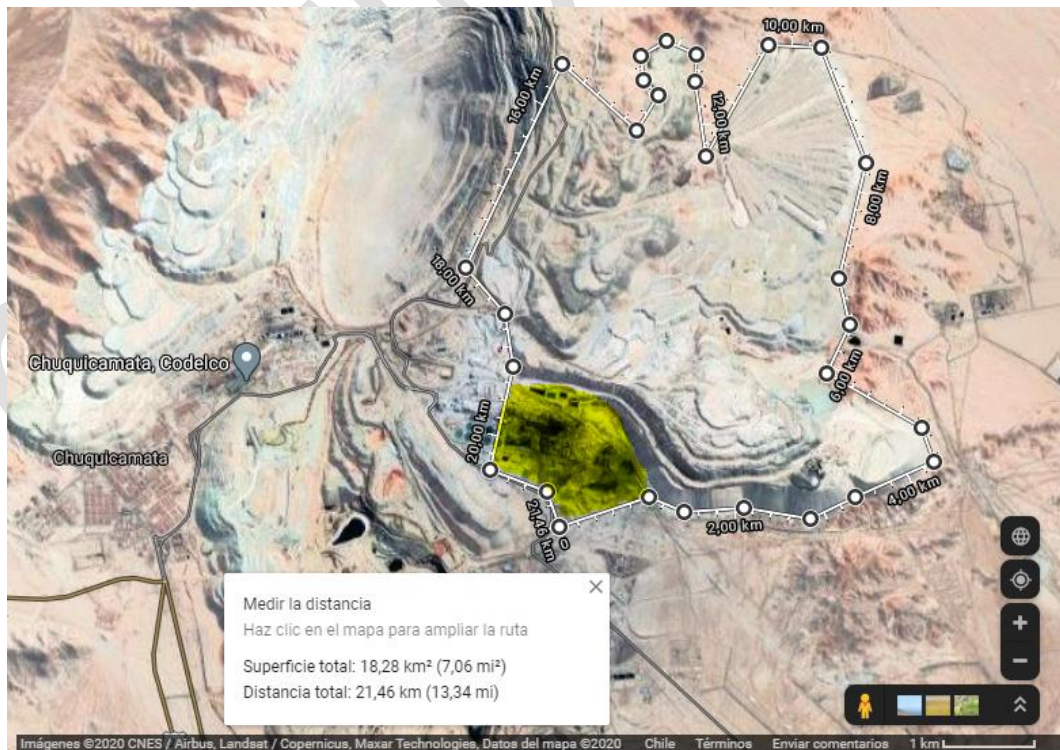 10,00 km
16,00 km
12,00 km
8,00 km
18,00 km
Chuquicamata, Codelco
6,00 km
20,00 km
Chuquicamata
4,00 km
2,00 km
21,46 km
0
Medir la distancia
Haz clic en el mapa para ampliar la ruta
Superficie total: 18,28 km² (7,06 mi²)
Distancia total: 21,46 km (13,34 mi)
Imágenes ©2020 CNES / Airbus, Landsat / Copernicus, Maxar Technologies, Datos del mapa ©2020 Chile Términos Enviar comentarios 1 km